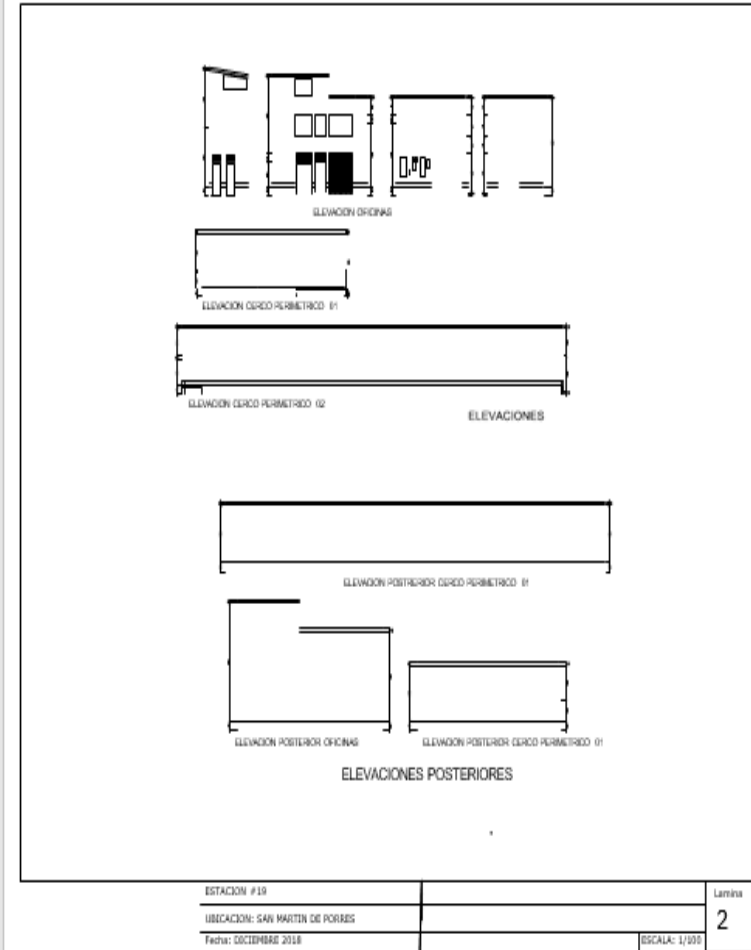 ELEVACION OFICINAS
ELEVACION CERCO PERIMETRICO 01
ELEVACION CERCO PERIMETRICO 02
ELEVACIONES
ELEVACION POSTRERIOR CERCO PERIMETRICO 01
ELEVACION POSTERIOR OFICINAS
ELEVACION POSTERIOR CERCO PERIMETRICO 01
ELEVACIONES POSTERIORES
ESTACION #19
Lamina
UBICACION: SAN MARTIN DE PORRES
2
Fecha: DICIEMBRE 2018
ESCALA: 1/100